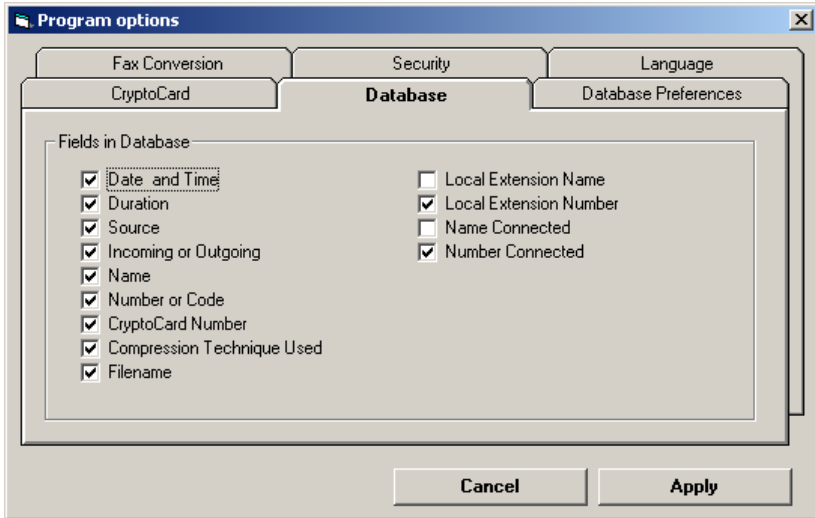 Program options
Fax Conversion Security Language
CryptoCard Database Database Preferences
Fields in Database
Date and Time
Duration
Source
Incoming or Outgoing
Name
Number or Code
CryptoCard Number
Compression Technique Used
Filename
Local Extension Name
Local Extension Number
Name Connected
Number Connected
Cancel Apply